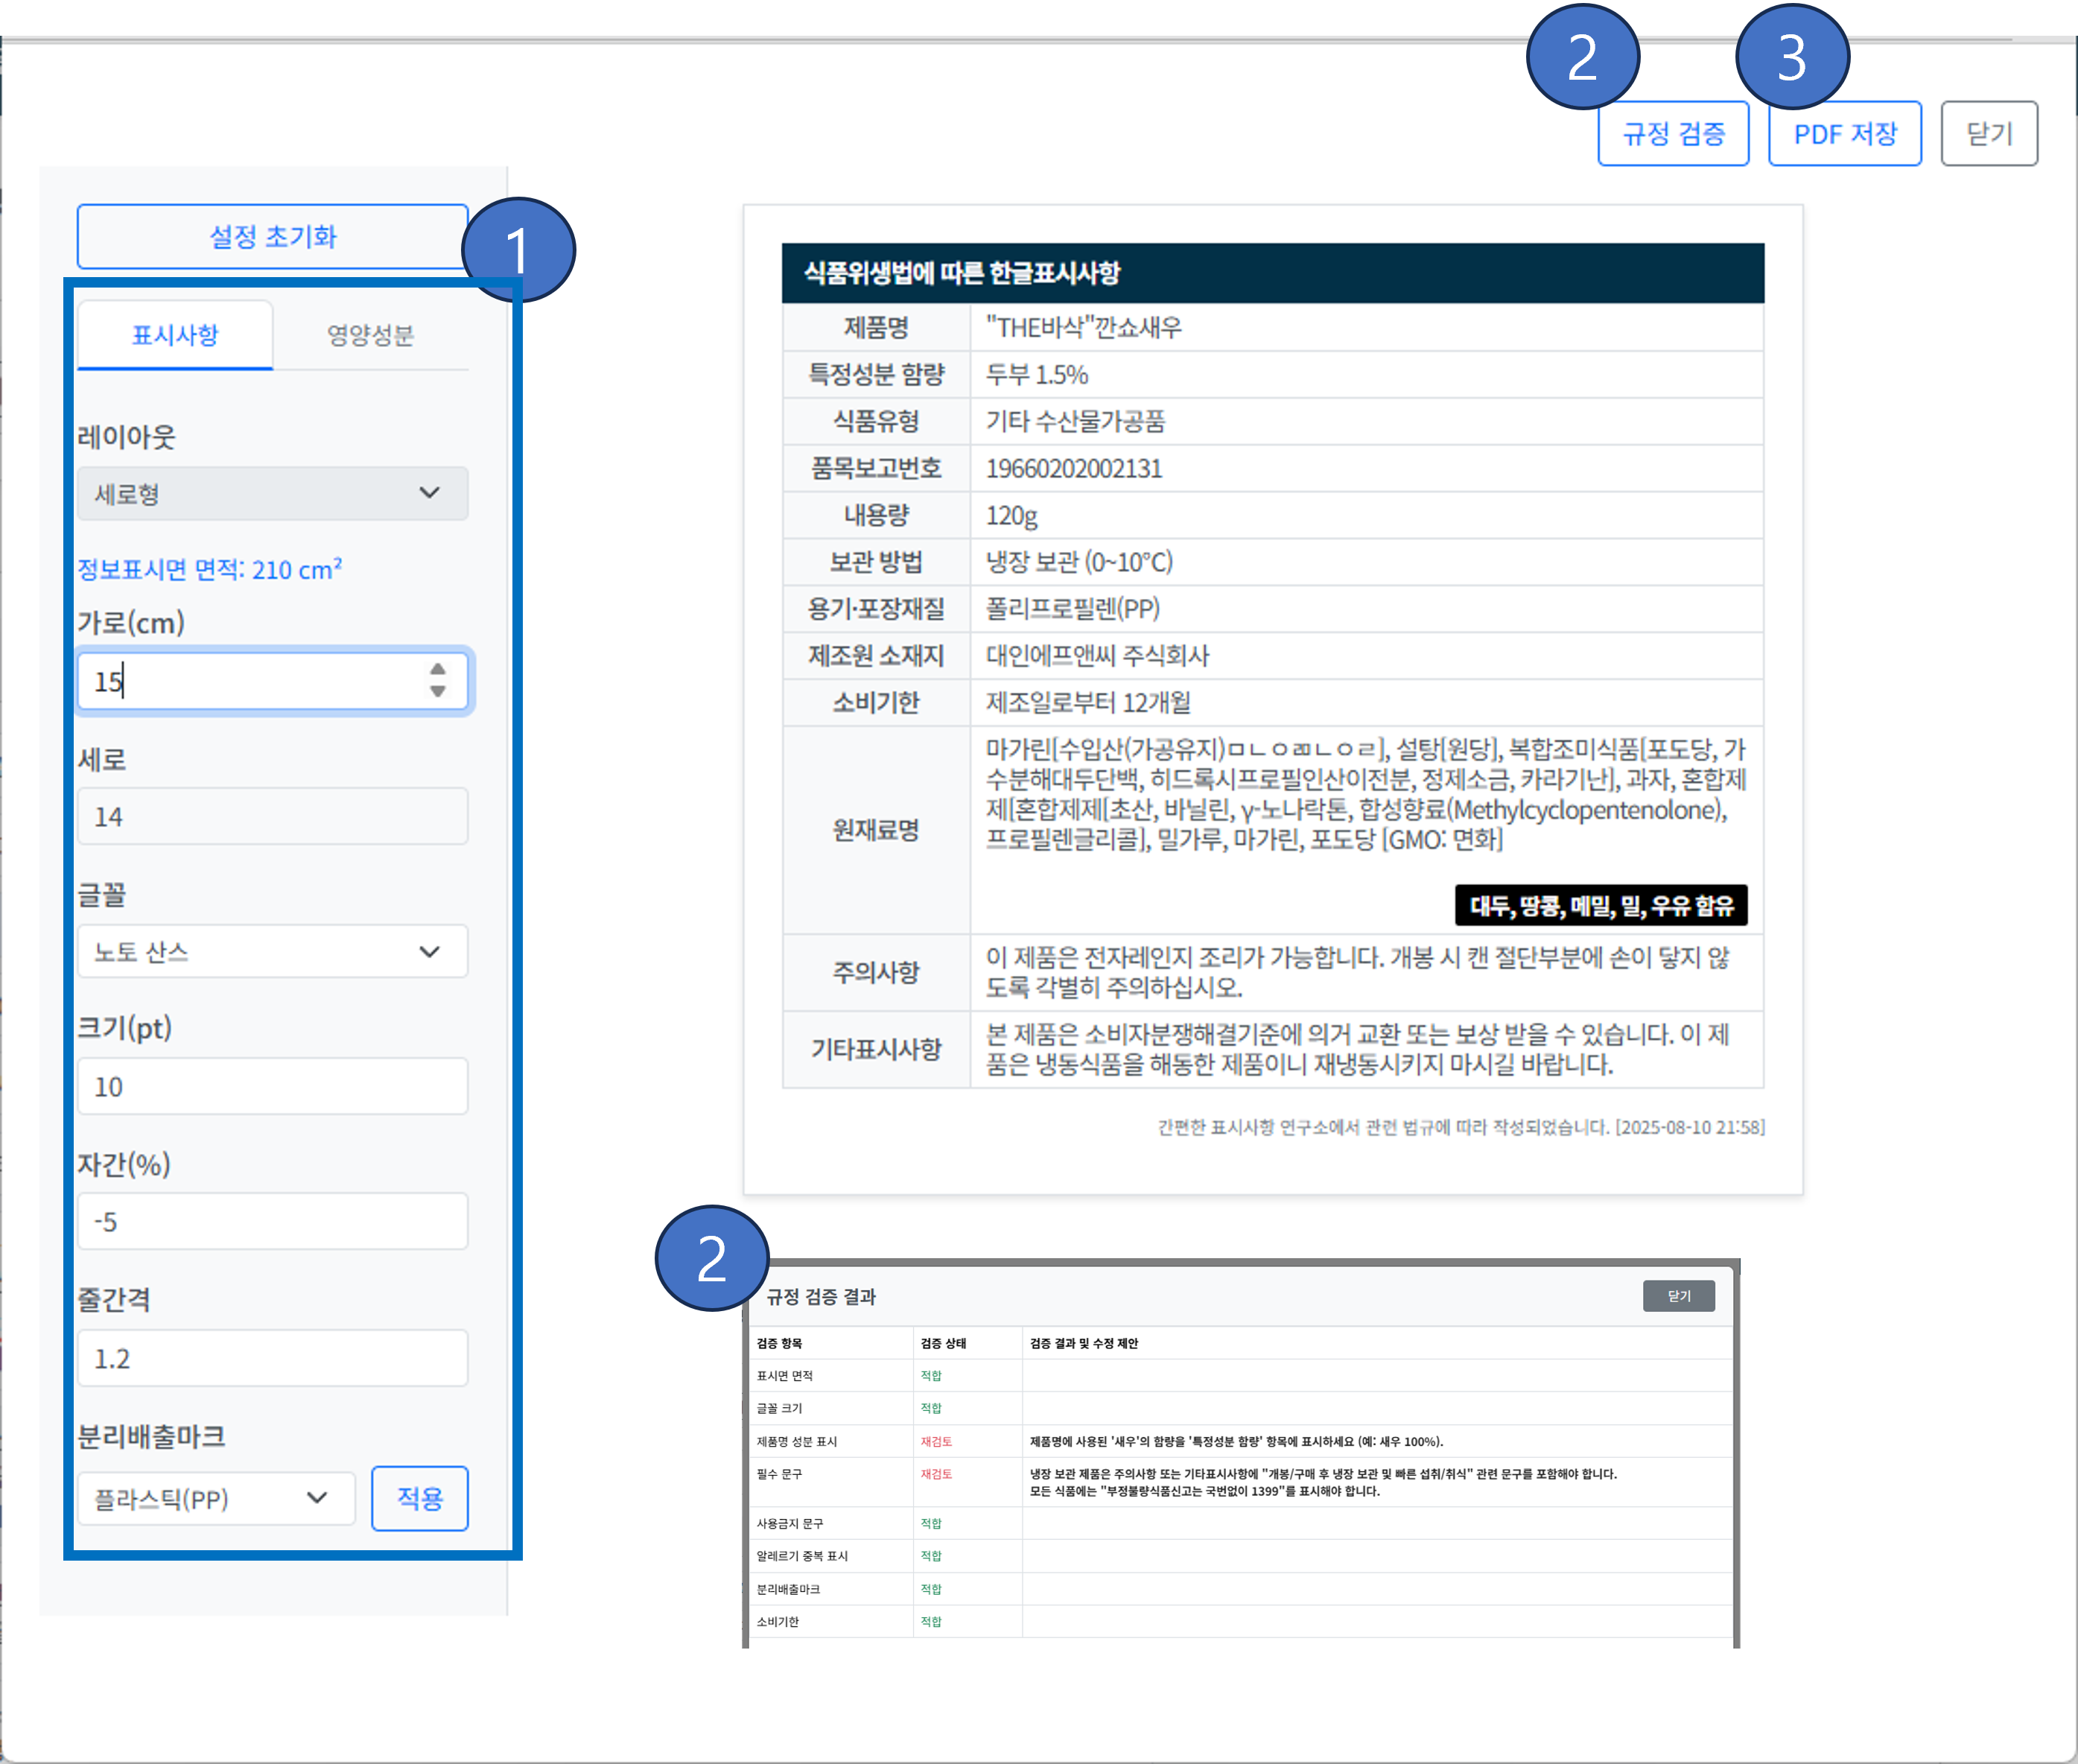 2
3
규정 검증
PDF 저장
닫기
설정 초기화
1
표시사항
영양성분
레이아웃
세로형
정보표시면 면적: 210 cm²
가로(cm)
15
세로
14
글꼴
노토 산스
크기(pt)
10
자간(%)
-5
줄간격
1.2
분리배출마크
플라스틱(PP)
적용
식품위생법에 따른 한글표시사항
제품명 "THE바삭"깐쇼새우
특정성분 함량 두부 1.5%
식품유형 기타 수산물가공품
품목보고번호 19660202002131
내용량 120g
보관 방법 냉장 보관 (0~10°C)
용기·포장재질 폴리프로필렌(PP)
제조원 소재지 대인에프앤씨 주식회사
소비기한 제조일로부터 12개월
원재료명
마가린[수입산(가공유지)ㅁㄴㅇㄻㄴㅇㄹ], 설탕[원당], 복합조미식품[포도당, 가
수분해대두단백, 히드록시프로필인산이전분, 정제소금, 카라기난], 과자, 혼합제
제[혼합제제[초산, 바닐린, γ-노나락톤, 합성향료(Methylcyclopentenolone),
프로필렌글리콜], 밀가루, 마가린, 포도당 [GMO: 면화]
대두, 땅콩, 메밀, 밀, 우유 함유
주의사항
이 제품은 전자레인지 조리가 가능합니다. 개봉 시 캔 절단부분에 손이 닿지 않
도록 각별히 주의하십시오.
기타표시사항
본 제품은 소비자분쟁해결기준에 의거 교환 또는 보상 받을 수 있습니다. 이 제
품은 냉동식품을 해동한 제품이니 재냉동시키지 마시길 바랍니다.
간편한 표시사항 연구소에서 관련 법규에 따라 작성되었습니다. [2025-08-10 21:58]
2
규정 검증 결과
닫기
검증 항목 검증 상태 검증 결과 및 수정 제안
표시면 면적 적합
글꼴 크기 적합
제품명 성분 표시 재검토 제품명에 사용된 '새우'의 함량을 '특정성분 함량' 항목에 표시하세요 (예: 새우 100%).
필수 문구 재검토 냉장 보관 제품은 주의사항 또는 기타표시사항에 "개봉/구매 후 냉장 보관 및 빠른 섭취/취식" 관련 문구를 포함해야 합니다.
모든 식품에는 "부정불량식품신고는 국번없이 1399"를 표시해야 합니다.
사용금지 문구 적합
알레르기 중복 표시 적합
분리배출마크 적합
소비기한 적합